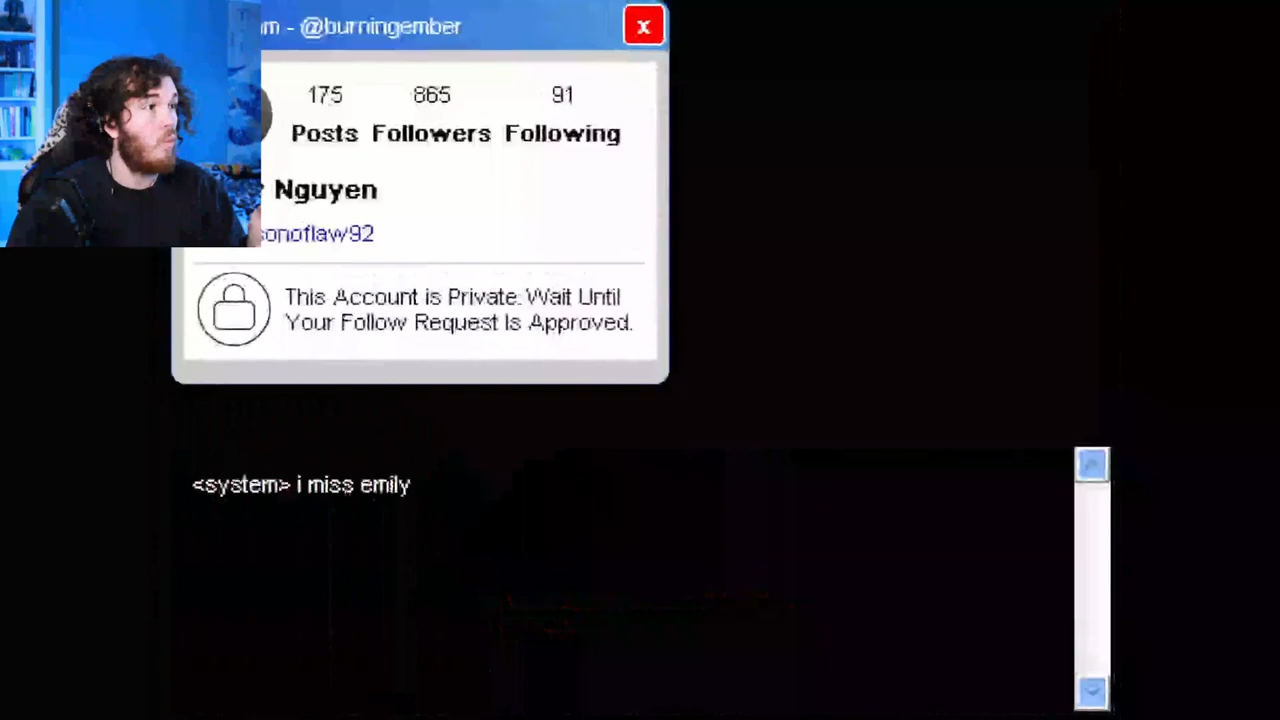 m - @burningember
x
175 865 91
Posts Followers Following
Nguyen
sonoflaw92
This Account is Private. Wait Until
Your Follow Request Is Approved.
<system> i miss emily